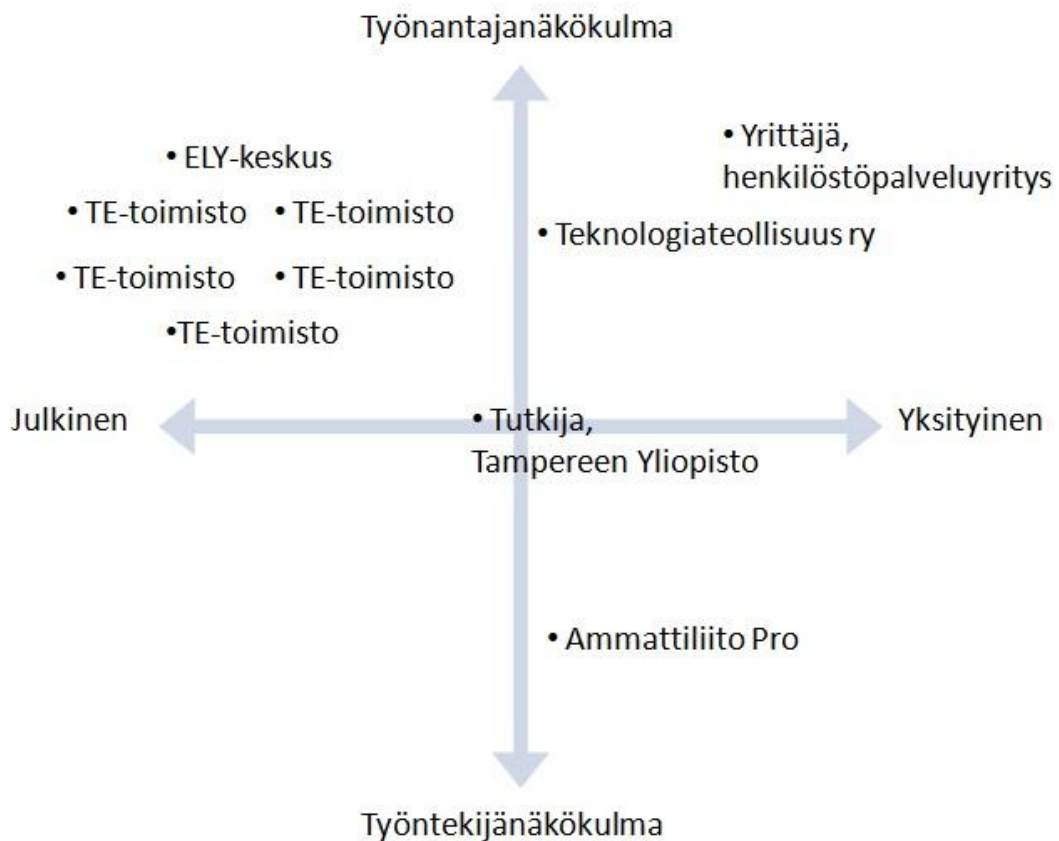 Työnantajanäkökulma
• Yrittäjä,
henkilöstöpalveluyritys
• ELY-keskus
• TE-toimisto • TE-toimisto
• Teknologiateollisuus ry
• TE-toimisto • TE-toimisto
•TE-toimisto
Julkinen
• Tutkija,
Tampereen Yliopisto
Yksityinen
• Ammattiliito Pro
Työntekijänäkökulma